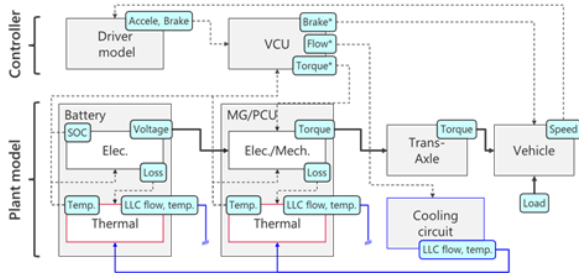 Controller
Driver
model
Accele, Brake
VCU
Brake*
Flow*
Torque*
Plant model
Battery
SOC
Voltage
Elec.
Loss
Temp.
LLC flow, temp.
Thermal
MG/PCU
Torque
Elec./Mech.
Loss
Temp.
LLC flow, temp.
Thermal
Trans-
Axle
Torque
Vehicle
Speed
Load
Cooling
circuit
LLC flow, temp.